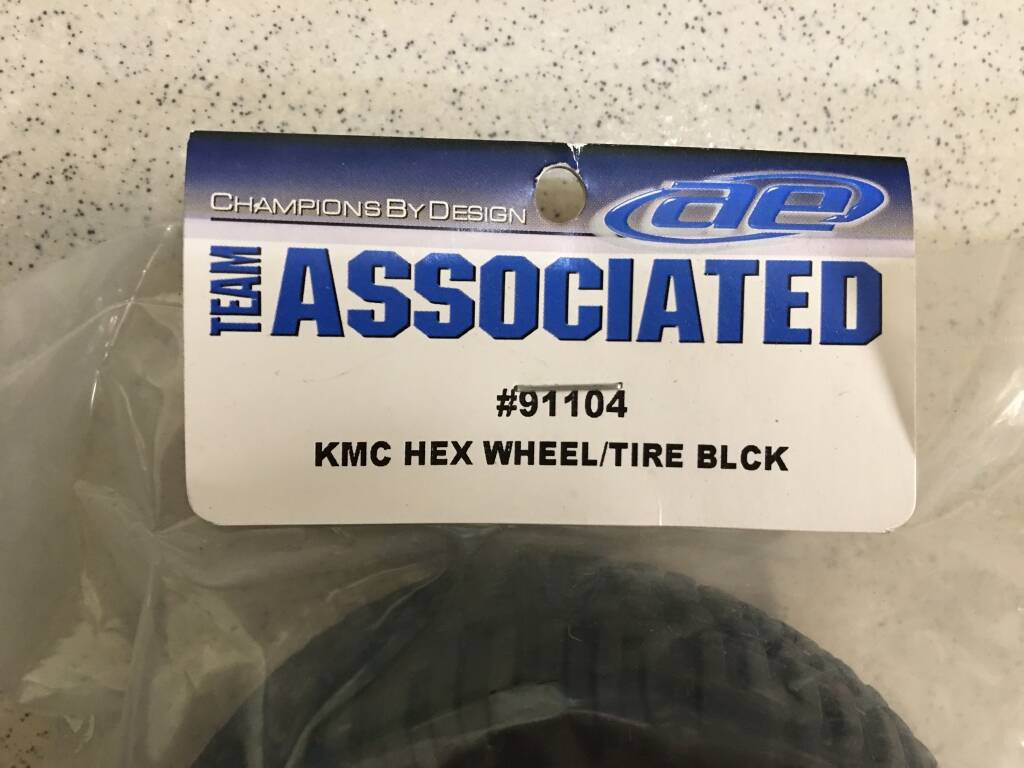 CHAMPIONS BY DESIGN
ae
TEAM ASSOCIATED
#91104
KMC HEX WHEEL/TIRE BLCK